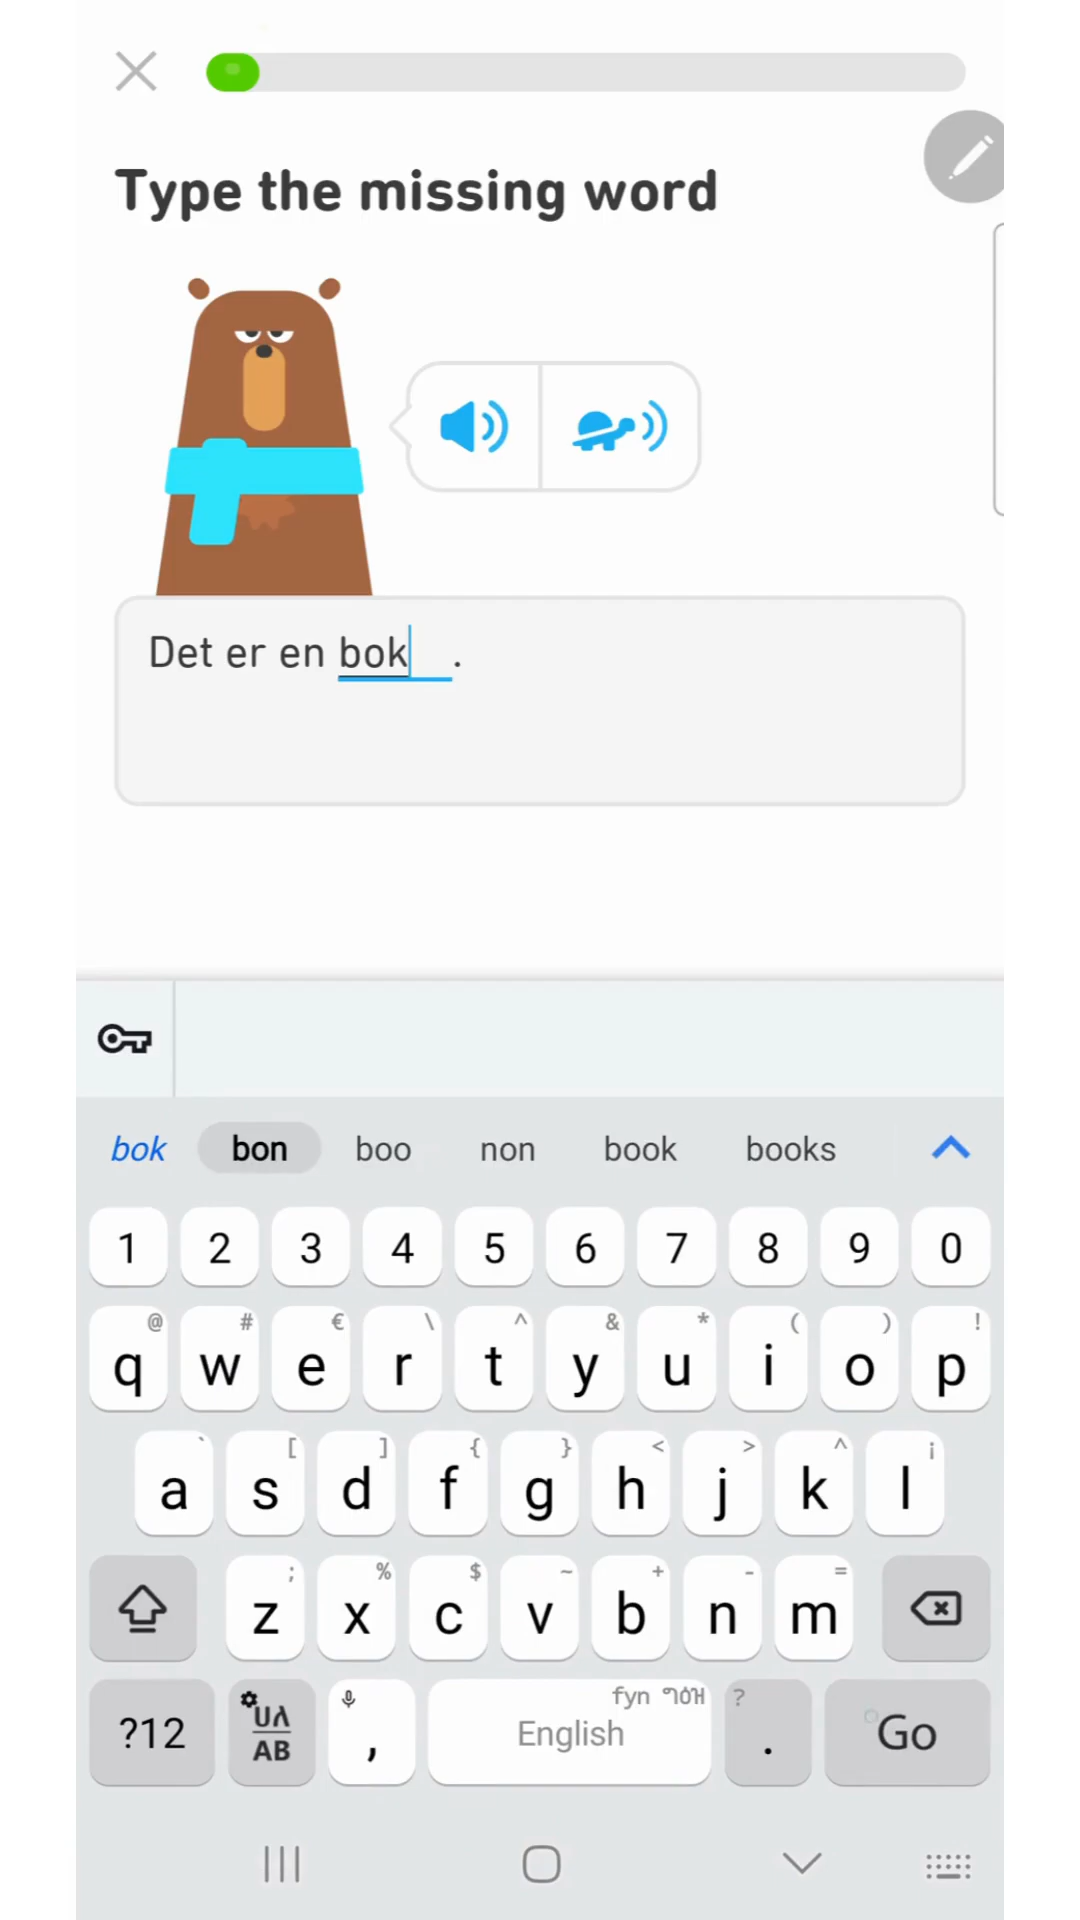 Type the missing word
Det er en bok .
bok bon boo non book books
1 2 3 4 5 6 7 8 9 0
@ # € \ ^ & * ( ) !
q w e r t y u i o p
` [ ] { } < > ^ ¡
a s d f g h j k l
; % $ ~ + - =
z x c v b n m
?12 , English . ? Go
AB